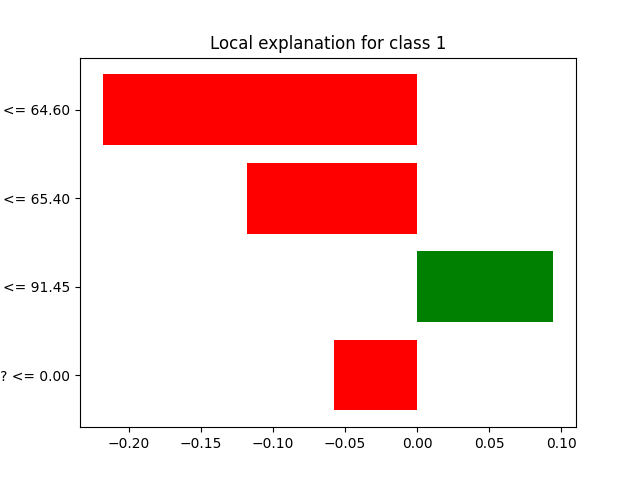 Local explanation for class 1
<= 64.60
<= 65.40
<= 91.45
? <= 0.00
−0.20 −0.15 −0.10 −0.05 0.00 0.05 0.10